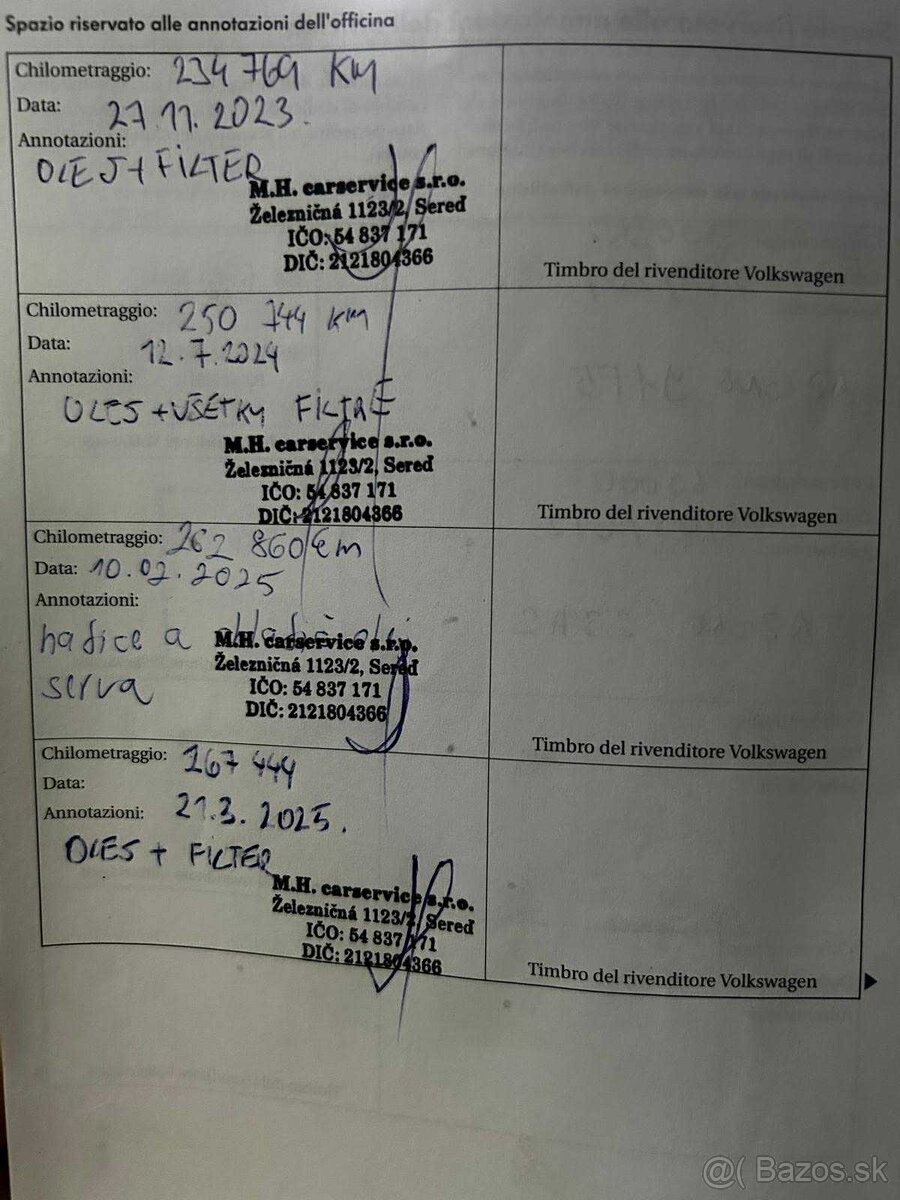 Spazio riservato alle annotazioni dell'officina
Chilometraggio: 234 769 KM
Data: 27.11.2023.
Annotazioni:
OLEJ + FILTER
M.H. carservice s.r.o.
Železničná 1123/2, Sereď
IČO: 54 837 171
DIČ: 2121804366
Timbro del rivenditore Volkswagen
Chilometraggio: 250 744 km
Data: 12.7.2024
Annotazioni:
OLEJ + VŠETKY FILTRE
M.H. carservice s.r.o.
Železničná 1123/2, Sereď
IČO: 54 837 171
DIČ: 2121804366
Timbro del rivenditore Volkswagen
Chilometraggio: 262 860 km
Data: 10.02.2025
Annotazioni:
hadice a
M.H. carservice s.r.o.
Železničná 1123/2, Sereď
serva
IČO: 54 837 171
DIČ: 2121804366
Timbro del rivenditore Volkswagen
Chilometraggio: 267 444
Data:
Annotazioni: 21.3.2025.
OLEJ + FILTER
M.H. carservice s.r.o.
Železničná 1123/2, Sereď
IČO: 54 837 171
DIČ: 2121804366
Timbro del rivenditore Volkswagen
@( Bazos.sk